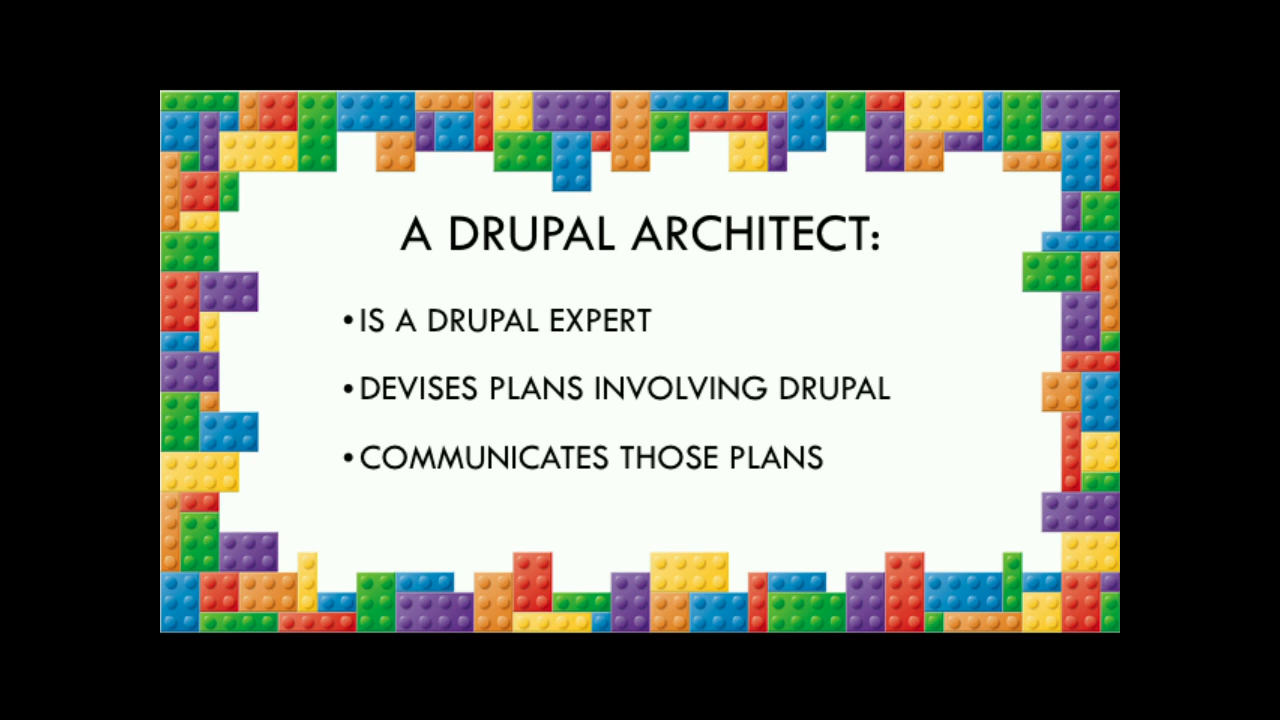 A DRUPAL ARCHITECT:
• IS A DRUPAL EXPERT
• DEVISES PLANS INVOLVING DRUPAL
• COMMUNICATES THOSE PLANS